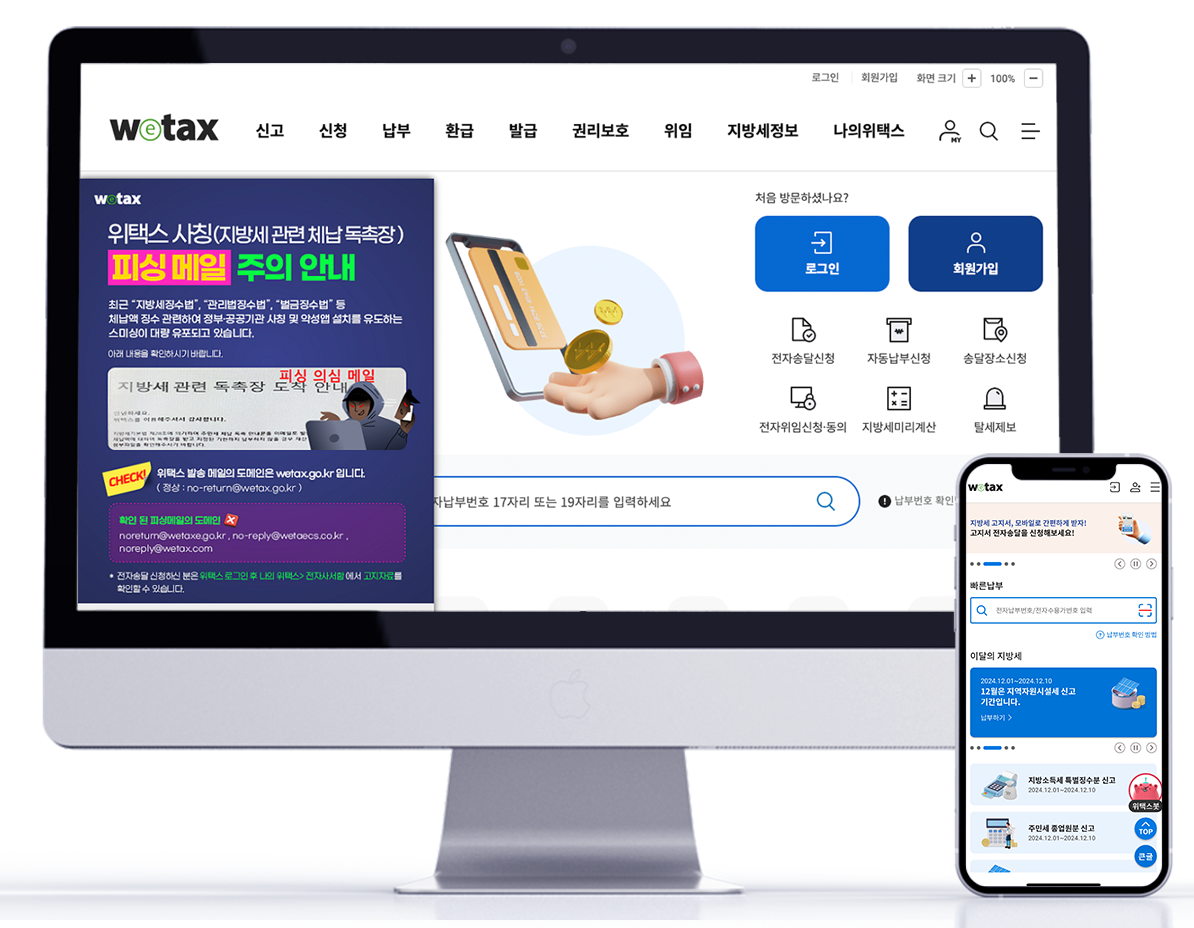 로그인 회원가입 화면 크기 + 100% −
wetax 신고 신청 납부 환급 발급 권리보호 위임 지방세정보 나의위택스 MY
wetax
위택스 사칭(지방세 관련 체납 독촉장)
피싱 메일 주의 안내
최근 “지방세징수법”, “관리법징수법”, “벌금징수법” 등
체납액 징수 관련하여 정부·공공기관 사칭 및 악성앱 설치를 유도하는
스미싱이 대량 유포되고 있습니다.
아래 내용을 확인하시기 바랍니다.
피싱 의심 메일
지방세 관련 독촉장 도착 안내
안녕하세요.
위택스를 이용해주셔서 감사합니다.
CHECK!
위택스 발송 메일의 도메인은 wetax.go.kr 입니다.
( 정상 : no-return@wetax.go.kr )
확인 된 피싱메일의 도메인
noreturn@wetaxe.go.kr , no-reply@wetaecs.co.kr ,
noreply@wetax.com
* 전자송달 신청하신 분은 위택스 로그인 후 나의 위택스> 전자사서함 에서 고지자료를
확인할 수 있습니다.
처음 방문하셨나요?
로그인 회원가입
전자송달신청 자동납부신청 송달장소신청
전자위임신청·동의 지방세미리계산 탈세제보
자납부번호 17자리 또는 19자리를 입력하세요
납부번호 확인
wetax
지방세 고지서, 모바일로 간편하게 받자!
고지서 전자송달을 신청해보세요!
빠른납부
전자납부번호/전자수용가번호 입력
납부번호 확인 방법
이달의 지방세
2024.12.01~2024.12.10
12월은 지역자원시설세 신고
기간입니다.
납부하기 >
지방소득세 특별징수분 신고
2024.12.01~2024.12.10
위택스봇
주민세 종업원분 신고
2024.12.01~2024.12.10
TOP
큰글